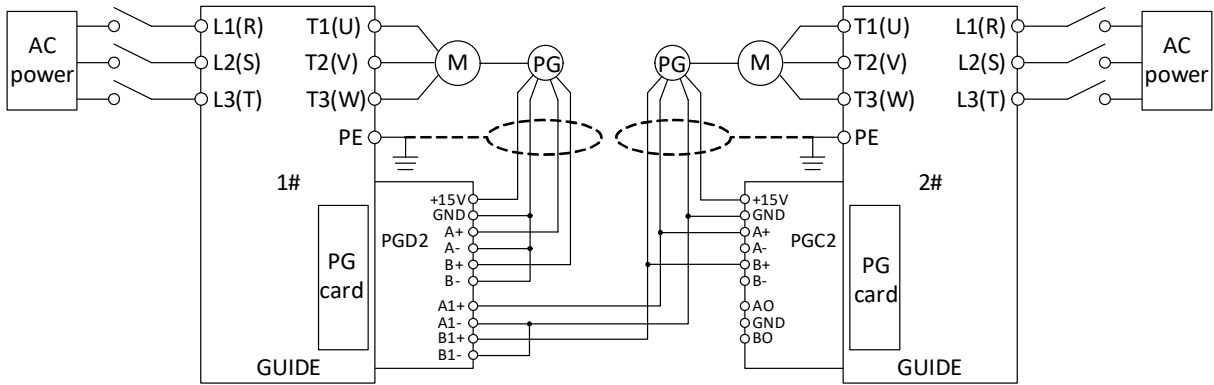 AC
power
L1(R)
L2(S)
L3(T)
T1(U)
T2(V)
T3(W)
PE
M
PG
1#
PG
card
GUIDE
PGD2
+15V
GND
A+
A-
B+
B-
A1+
A1-
B1+
B1-
PG
M
T1(U)
T2(V)
T3(W)
PE
L1(R)
L2(S)
L3(T)
AC
power
2#
PGC2
+15V
GND
A+
A-
B+
B-
AO
GND
BO
PG
card
GUIDE